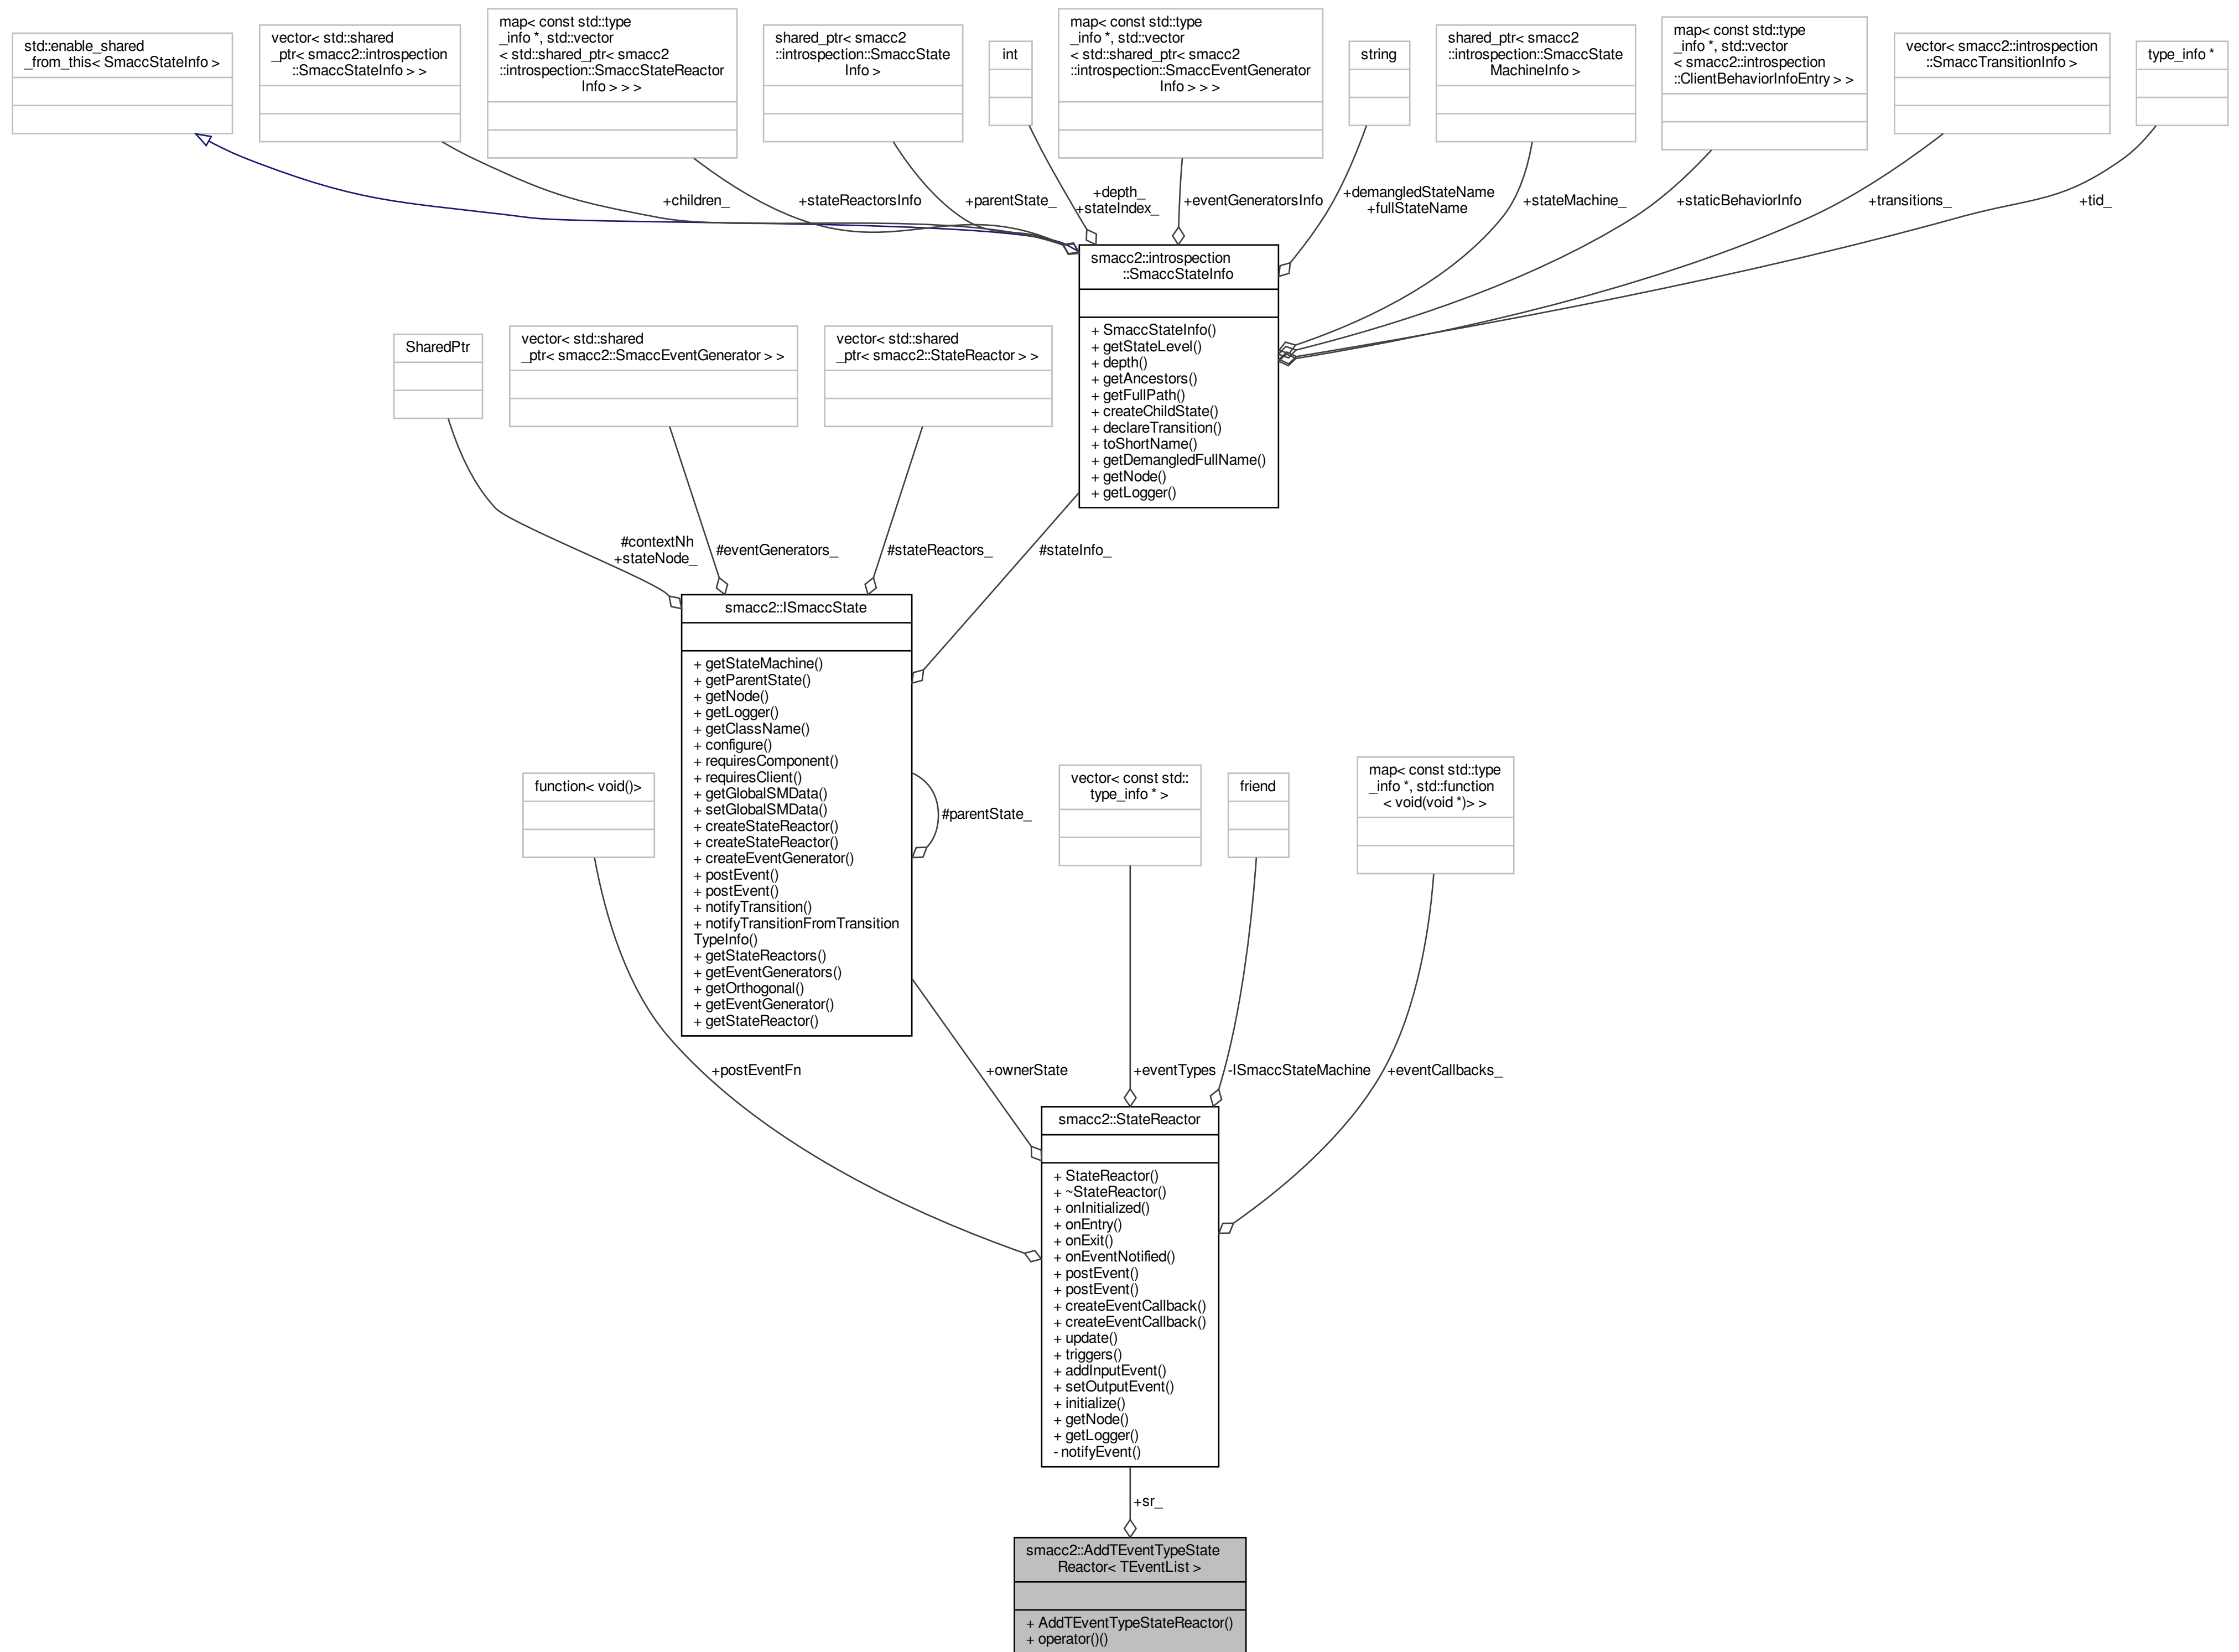 std::enable_shared
_from_this< SmaccStateInfo >
vector< std::shared
_ptr< smacc2::introspection
::SmaccStateInfo > >
map< const std::type
_info *, std::vector
< std::shared_ptr< smacc2
::introspection::SmaccStateReactor
Info > > >
shared_ptr< smacc2
::introspection::SmaccState
Info >
int
map< const std::type
_info *, std::vector
< std::shared_ptr< smacc2
::introspection::SmaccEventGenerator
Info > > >
string
shared_ptr< smacc2
::introspection::SmaccState
MachineInfo >
map< const std::type
_info *, std::vector
< smacc2::introspection
::ClientBehaviorInfoEntry > >
vector< smacc2::introspection
::SmaccTransitionInfo >
type_info *
+children_
+stateReactorsInfo
+parentState_
+depth_
+stateIndex_
+eventGeneratorsInfo
+demangledStateName
+fullStateName
+stateMachine_
+staticBehaviorInfo
+transitions_
+tid_
smacc2::introspection
::SmaccStateInfo
+ SmaccStateInfo()
+ getStateLevel()
+ depth()
+ getAncestors()
+ getFullPath()
+ createChildState()
+ declareTransition()
+ toShortName()
+ getDemangledFullName()
+ getNode()
+ getLogger()
SharedPtr
vector< std::shared
_ptr< smacc2::SmaccEventGenerator > >
vector< std::shared
_ptr< smacc2::StateReactor > >
#contextNh
+stateNode_
#eventGenerators_
#stateReactors_
#stateInfo_
smacc2::ISmaccState
+ getStateMachine()
+ getParentState()
+ getNode()
+ getLogger()
+ getClassName()
+ configure()
+ requiresComponent()
+ requiresClient()
+ getGlobalSMData()
+ setGlobalSMData()
+ createStateReactor()
+ createStateReactor()
+ createEventGenerator()
+ postEvent()
+ postEvent()
+ notifyTransition()
+ notifyTransitionFromTransition
TypeInfo()
+ getStateReactors()
+ getEventGenerators()
+ getOrthogonal()
+ getEventGenerator()
+ getStateReactor()
#parentState_
function< void()>
vector< const std::
type_info * >
friend
map< const std::type
_info *, std::function
< void(void *)> >
+postEventFn
+ownerState
+eventTypes
-ISmaccStateMachine
+eventCallbacks_
smacc2::StateReactor
+ StateReactor()
+ ~StateReactor()
+ onInitialized()
+ onEntry()
+ onExit()
+ onEventNotified()
+ postEvent()
+ postEvent()
+ createEventCallback()
+ createEventCallback()
+ update()
+ triggers()
+ addInputEvent()
+ setOutputEvent()
+ initialize()
+ getNode()
+ getLogger()
- notifyEvent()
+sr_
smacc2::AddTEventTypeState
Reactor< TEventList >
+ AddTEventTypeStateReactor()
+ operator()()